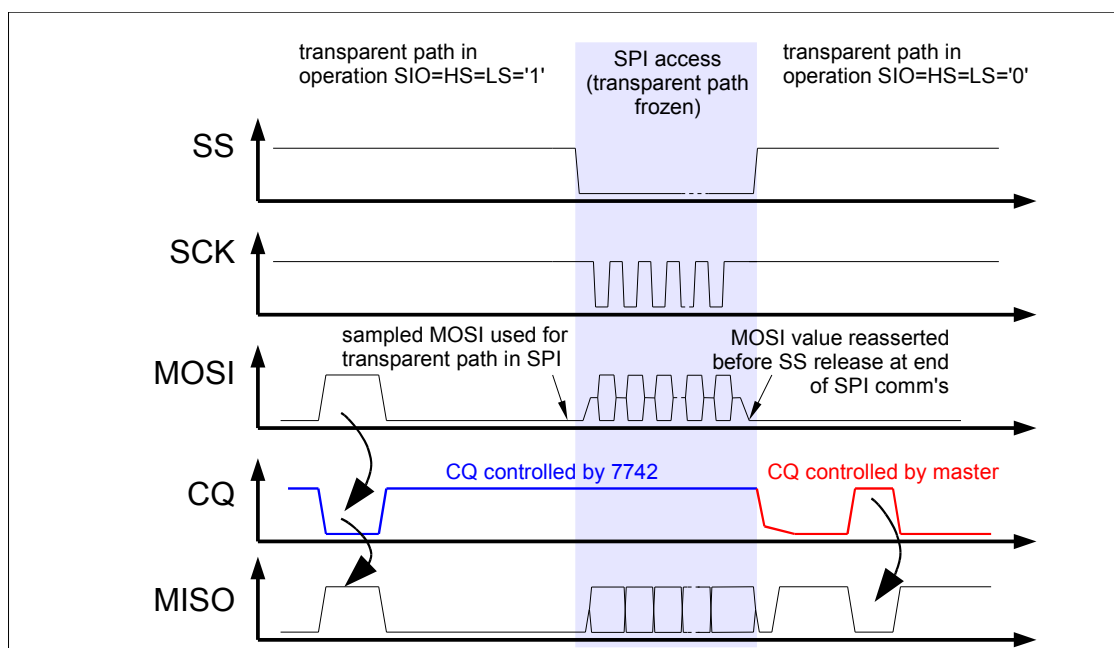 transparent path in
operation SIO=HS=LS='1'
SPI access
(transparent path
frozen)
transparent path in
operation SIO=HS=LS='0'
SS
SCK
sampled MOSI used for
transparent path in SPI
MOSI value reasserted
before SS release at end
of SPI comm's
MOSI
CQ controlled by 7742
CQ controlled by master
CQ
MISO